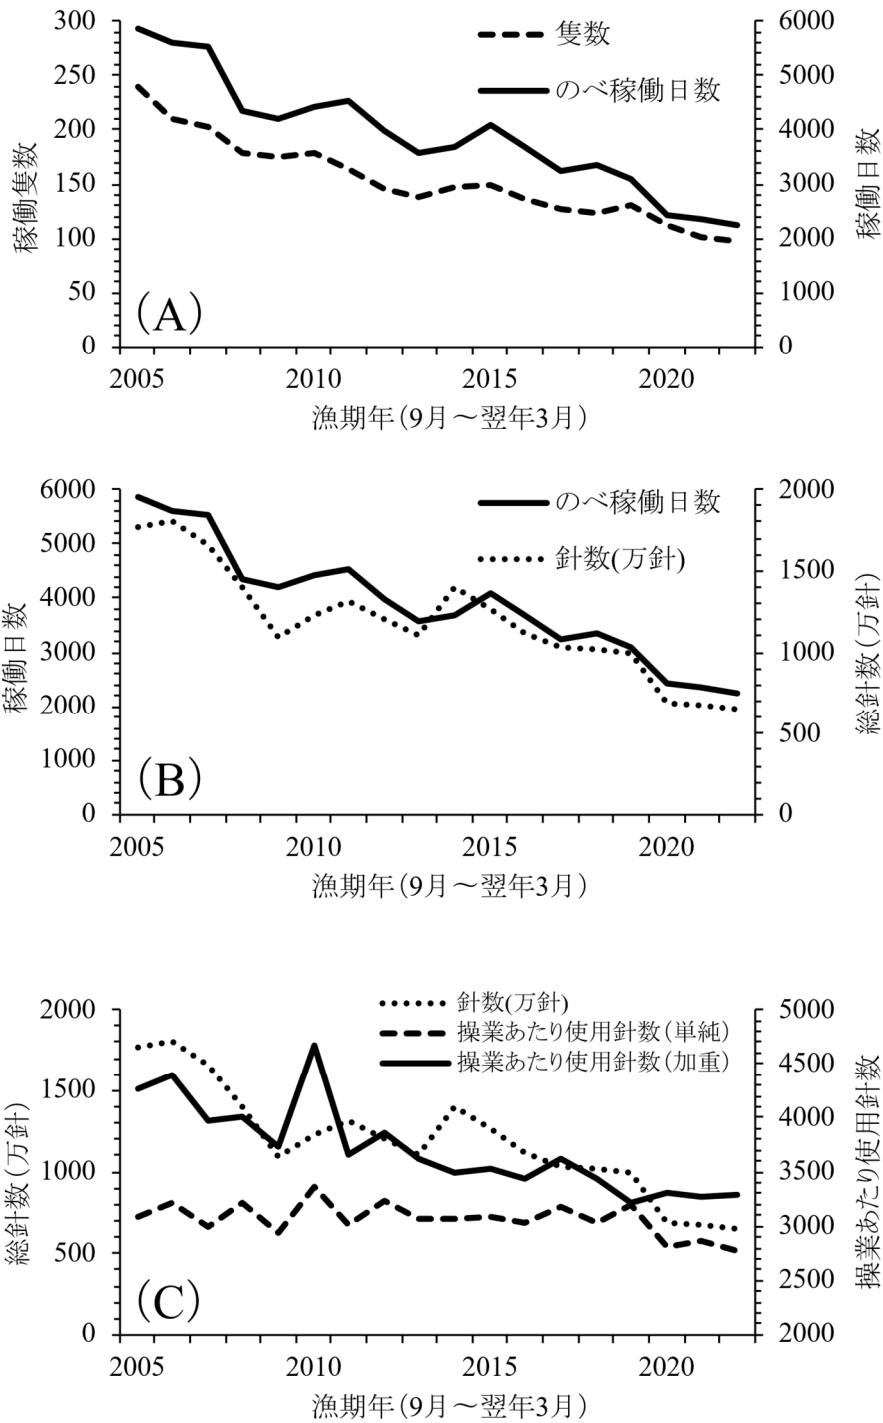 300
250
200
150
100
50
0
稼働隻数
隻数
のべ稼働日数
6000
5000
4000
3000
2000
1000
0
稼働日数
(A)
2005
2010
2015
2020
漁期年(9月～翌年3月)
6000
5000
4000
3000
2000
1000
0
稼働日数
のべ稼働日数
針数(万針)
2000
1500
1000
500
0
総針数(万針)
(B)
2005
2010
2015
2020
漁期年(9月～翌年3月)
2000
1500
1000
500
0
総針数(万針)
針数(万針)
操業あたり使用針数(単純)
操業あたり使用針数(加重)
5000
4500
4000
3500
3000
2500
2000
操業あたり使用針数
(C)
2005
2010
2015
2020
漁期年(9月～翌年3月)